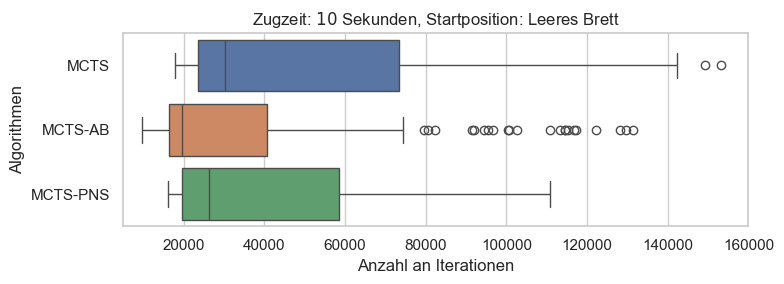 Zugzeit: 10 Sekunden, Startposition: Leeres Brett
Algorithmen
MCTS
MCTS-AB
MCTS-PNS
20000 40000 60000 80000 100000 120000 140000 160000
Anzahl an Iterationen